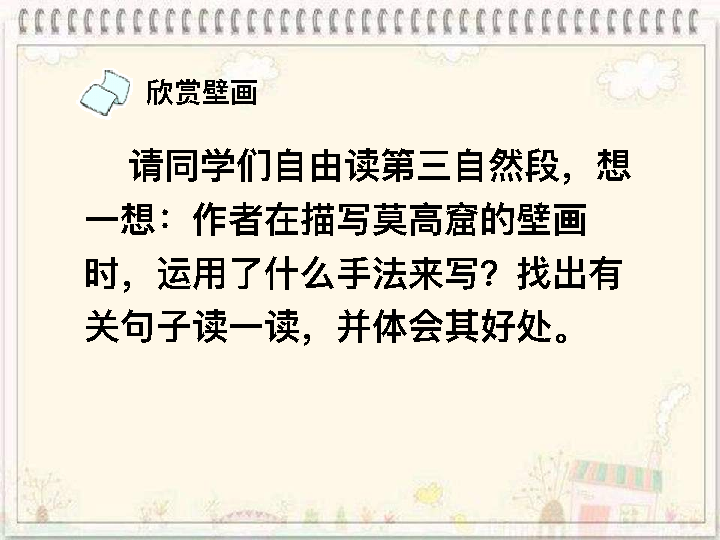 欣赏壁画
请同学们自由读第三自然段，想
一想：作者在描写莫高窟的壁画
时，运用了什么手法来写？找出有
关句子读一读，并体会其好处。